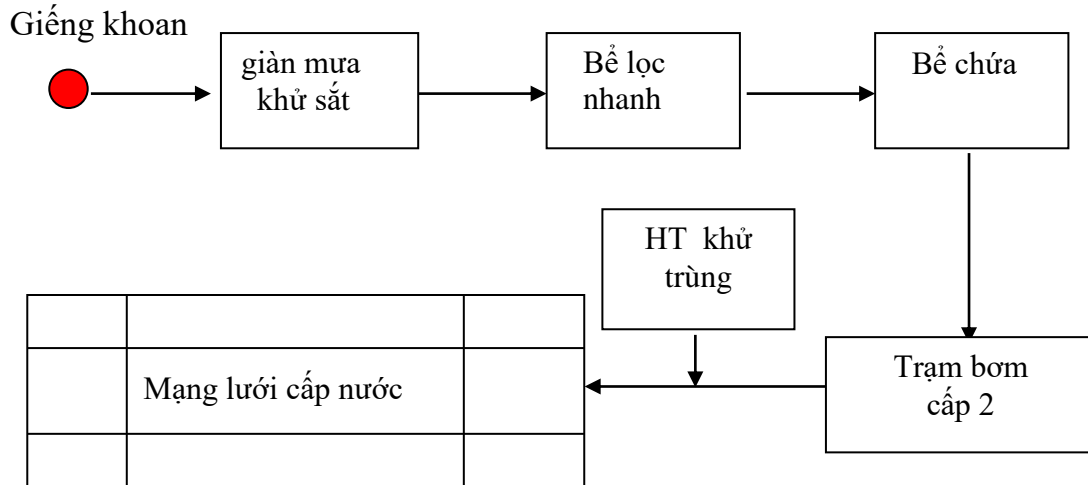 Giếng khoan
giàn mưa
khử sắt
Bể lọc
nhanh
Bể chứa
HT khử
trùng
Trạm bơm
cấp 2
Mạng lưới cấp nước